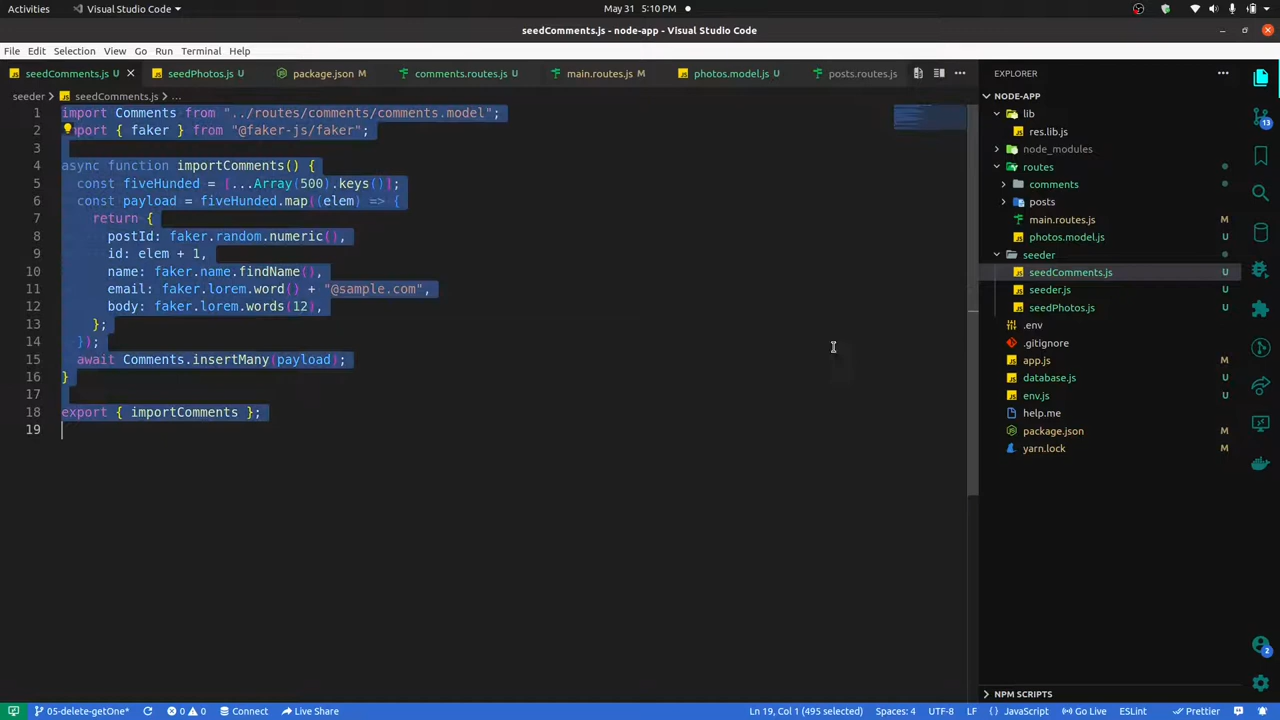 Activities
Visual Studio Code
May 31 5:10 PM
seedComments.js - node-app - Visual Studio Code
File Edit Selection View Go Run Terminal Help
seedComments.js U
seedPhotos.js U
package.json M
comments.routes.js U
main.routes.js M
photos.model.js U
posts.routes.js
EXPLORER
seeder > seedComments.js > ...
1 import Comments from "../routes/comments/comments.model";
2 port { faker } from "@faker-js/faker";
3
4 async function importComments() {
5 const fiveHunded = [...Array(500).keys()];
6 const payload = fiveHunded.map((elem) => {
7 return {
8 postId: faker.random.numeric(),
9 id: elem + 1,
10 name: faker.name.findName(),
11 email: faker.lorem.word() + "@sample.com",
12 body: faker.lorem.words(12),
13 };
14 });
15 await Comments.insertMany(payload);
16 }
17
18 export { importComments };
19
NODE-APP
lib
res.lib.js
node_modules
routes
comments
posts
main.routes.js M
photos.model.js U
seeder
seedComments.js U
seeder.js U
seedPhotos.js U
.env
.gitignore
app.js M
database.js U
env.js U
help.me
package.json M
yarn.lock M
NPM SCRIPTS
13
2
05-delete-getOne*
0 0
Connect
Live Share
Ln 19, Col 1 (495 selected)
Spaces: 4
UTF-8
LF
{} JavaScript
Go Live
ESLint
Prettier